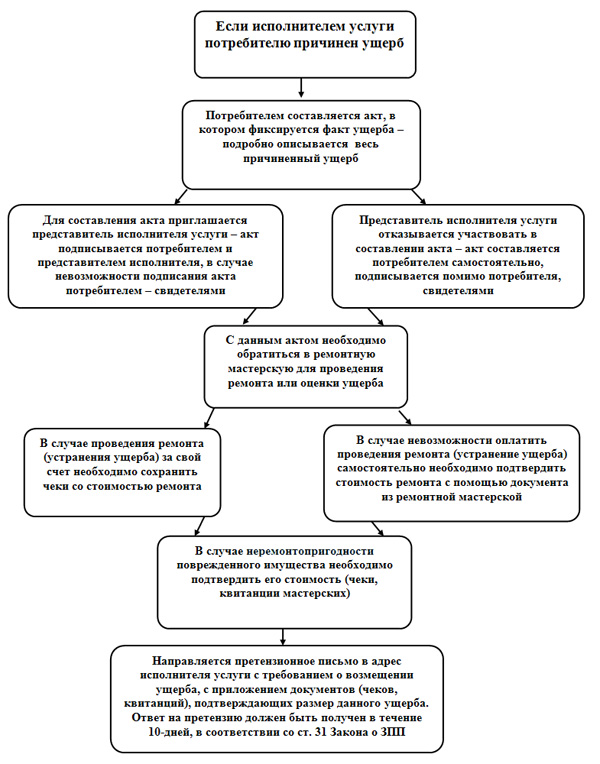 Если исполнителем услуги
потребителю причинен ущерб
Потребителем составляется акт, в
котором фиксируется факт ущерба –
подробно описывается весь
причиненный ущерб
Для составления акта приглашается
представитель исполнителя услуги – акт
подписывается потребителем и
представителем исполнителя, в случае
невозможности подписания акта
потребителем – свидетелями
Представитель исполнителя услуги
отказывается участвовать в
составлении акта – акт составляется
потребителем самостоятельно,
подписывается помимо потребителя,
свидетелями
С данным актом необходимо
обратиться в ремонтную
мастерскую для проведения
ремонта или оценки ущерба
В случае проведения ремонта
(устранения ущерба) за свой
счет необходимо сохранить
чеки со стоимостью ремонта
В случае невозможности оплатить
проведения ремонта (устранение ущерба)
самостоятельно необходимо подтвердить
стоимость ремонта с помощью документа
из ремонтной мастерской
В случае неремонтопригодности
поврежденного имущества необходимо
подтвердить его стоимость (чеки,
квитанции мастерских)
Направляется претензионное письмо в адрес
исполнителя услуги с требованием о возмещении
ущерба, с приложением документов (чеков,
квитанций), подтверждающих размер данного ущерба.
Ответ на претензию должен быть получен в течение
10-дней, в соответствии со ст. 31 Закона о ЗПП